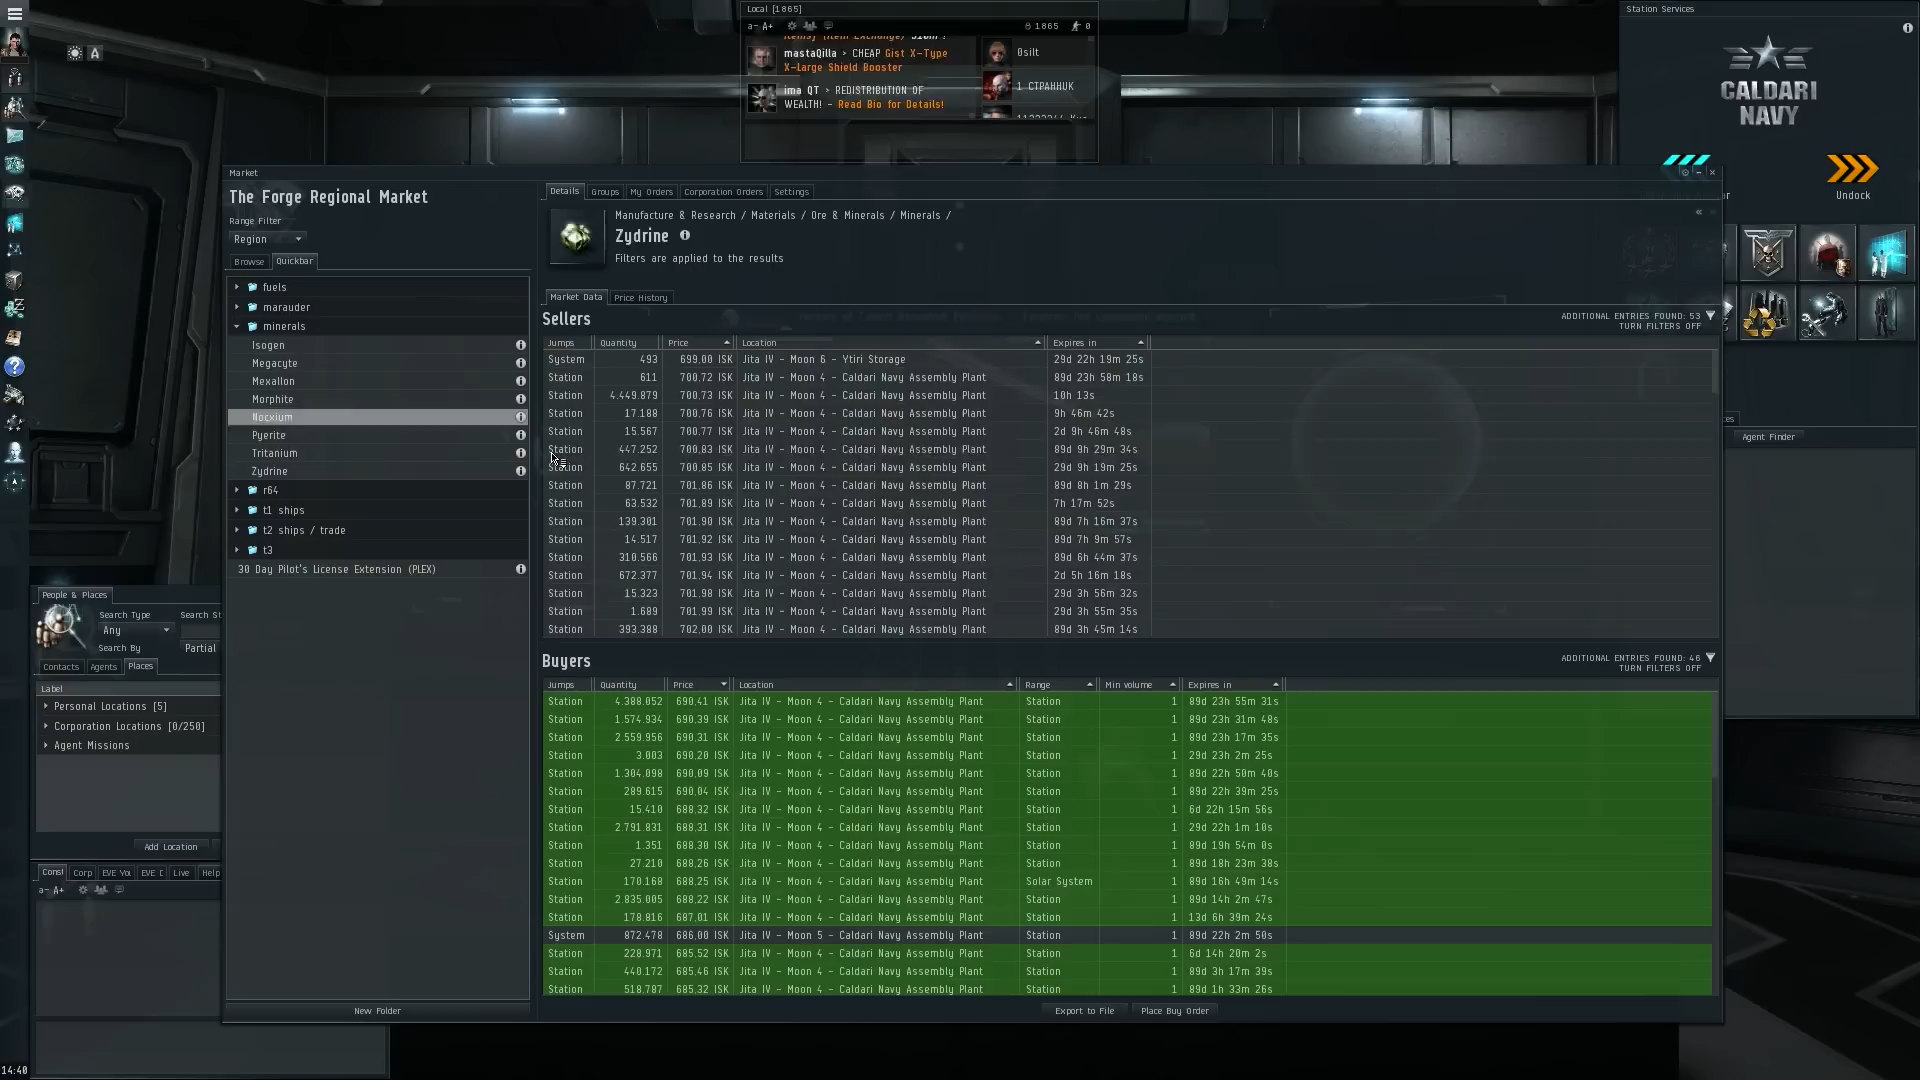 Local [1865]
a- A+ 1865 0
mastaQilla > CHEAP Gist X-Type
X-Large Shield Booster
ima QT > REDISTRIBUTION OF
WEALTH! - Read Bio for Details!
0silt
1 СТРАННИК
Station Services
CALDARI
NAVY
Undock
Agent Finder
A
Market
The Forge Regional Market
Range Filter
Region
Browse Quickbar
fuels
marauder
minerals
Isogen
Megacyte
Mexallon
Morphite
Nocxium
Pyerite
Tritanium
Zydrine
r64
t1 ships
t2 ships / trade
t3
30 Day Pilot's License Extension (PLEX)
New Folder
Details Groups My Orders Corporation Orders Settings
Manufacture & Research / Materials / Ore & Minerals / Minerals /
Zydrine
Filters are applied to the results
Market Data Price History
Sellers
ADDITIONAL ENTRIES FOUND: 53
TURN FILTERS OFF
Jumps Quantity Price Location Expires in
System 493 699,00 ISK Jita IV - Moon 6 - Ytiri Storage 29d 22h 19m 25s
Station 611 700,72 ISK Jita IV - Moon 4 - Caldari Navy Assembly Plant 89d 23h 58m 18s
Station 4.449.879 700,73 ISK Jita IV - Moon 4 - Caldari Navy Assembly Plant 10h 13s
Station 17.188 700,76 ISK Jita IV - Moon 4 - Caldari Navy Assembly Plant 9h 46m 42s
Station 15.567 700,77 ISK Jita IV - Moon 4 - Caldari Navy Assembly Plant 2d 9h 46m 48s
Station 447.252 700,83 ISK Jita IV - Moon 4 - Caldari Navy Assembly Plant 89d 9h 29m 34s
Station 642.655 700,85 ISK Jita IV - Moon 4 - Caldari Navy Assembly Plant 29d 9h 19m 25s
Station 87.721 701,86 ISK Jita IV - Moon 4 - Caldari Navy Assembly Plant 89d 8h 1m 29s
Station 63.532 701,89 ISK Jita IV - Moon 4 - Caldari Navy Assembly Plant 7h 17m 52s
Station 139.301 701,90 ISK Jita IV - Moon 4 - Caldari Navy Assembly Plant 89d 7h 16m 37s
Station 14.517 701,92 ISK Jita IV - Moon 4 - Caldari Navy Assembly Plant 89d 7h 9m 57s
Station 310.566 701,93 ISK Jita IV - Moon 4 - Caldari Navy Assembly Plant 89d 6h 44m 37s
Station 672.377 701,94 ISK Jita IV - Moon 4 - Caldari Navy Assembly Plant 2d 5h 16m 18s
Station 15.323 701,98 ISK Jita IV - Moon 4 - Caldari Navy Assembly Plant 29d 3h 56m 32s
Station 1.689 701,99 ISK Jita IV - Moon 4 - Caldari Navy Assembly Plant 29d 3h 55m 35s
Station 393.388 702,00 ISK Jita IV - Moon 4 - Caldari Navy Assembly Plant 89d 3h 45m 14s
Buyers
ADDITIONAL ENTRIES FOUND: 46
TURN FILTERS OFF
Jumps Quantity Price Location Range Min volume Expires in
Station 4.388.052 690,41 ISK Jita IV - Moon 4 - Caldari Navy Assembly Plant Station 1 89d 23h 55m 31s
Station 1.574.934 690,39 ISK Jita IV - Moon 4 - Caldari Navy Assembly Plant Station 1 89d 23h 31m 48s
Station 2.559.956 690,31 ISK Jita IV - Moon 4 - Caldari Navy Assembly Plant Station 1 89d 23h 17m 35s
Station 3.003 690,20 ISK Jita IV - Moon 4 - Caldari Navy Assembly Plant Station 1 29d 23h 2m 25s
Station 1.304.098 690,09 ISK Jita IV - Moon 4 - Caldari Navy Assembly Plant Station 1 89d 22h 50m 40s
Station 289.615 690,04 ISK Jita IV - Moon 4 - Caldari Navy Assembly Plant Station 1 89d 22h 39m 25s
Station 15.410 688,32 ISK Jita IV - Moon 4 - Caldari Navy Assembly Plant Station 1 6d 22h 15m 56s
Station 2.791.831 688,31 ISK Jita IV - Moon 4 - Caldari Navy Assembly Plant Station 1 29d 22h 1m 10s
Station 1.351 688,30 ISK Jita IV - Moon 4 - Caldari Navy Assembly Plant Station 1 89d 19h 54m 0s
Station 27.210 688,26 ISK Jita IV - Moon 4 - Caldari Navy Assembly Plant Station 1 89d 18h 23m 38s
Station 170.168 688,25 ISK Jita IV - Moon 4 - Caldari Navy Assembly Plant Solar System 1 89d 16h 49m 14s
Station 2.835.005 688,22 ISK Jita IV - Moon 4 - Caldari Navy Assembly Plant Station 1 89d 14h 2m 47s
Station 178.816 687,01 ISK Jita IV - Moon 4 - Caldari Navy Assembly Plant Station 1 13d 6h 39m 24s
System 872.478 686,00 ISK Jita IV - Moon 5 - Caldari Navy Assembly Plant Station 1 89d 22h 2m 50s
Station 228.971 685,52 ISK Jita IV - Moon 4 - Caldari Navy Assembly Plant Station 1 6d 14h 20m 2s
Station 440.172 685,46 ISK Jita IV - Moon 4 - Caldari Navy Assembly Plant Station 1 89d 3h 17m 39s
Station 518.787 685,32 ISK Jita IV - Moon 4 - Caldari Navy Assembly Plant Station 1 89d 1h 33m 26s
Export to File Place Buy Order
People & Places
Search Type Search St
Any
Search By Partial
Contacts Agents Places
Label
Personal Locations [5]
Corporation Locations [0/250]
Agent Missions
Add Location
Const Corp EVE Vo EVE C Live Help
a- A+
14:40